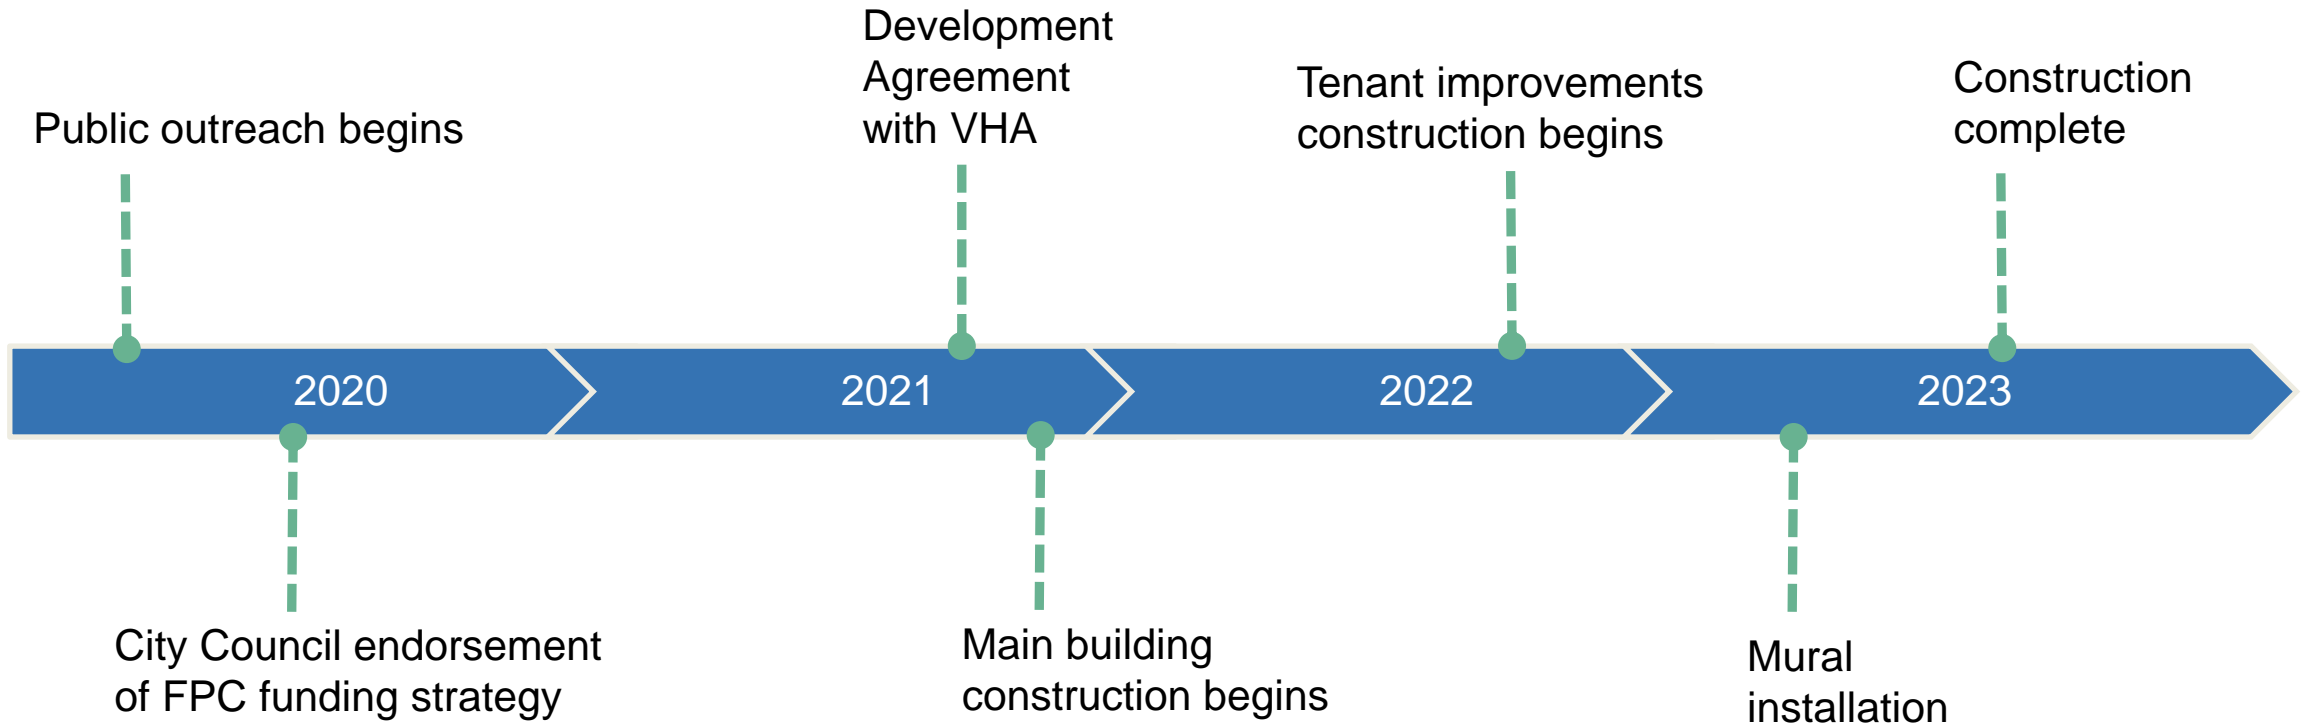 Public outreach begins
Development
Agreement
with VHA
Tenant improvements
construction begins
Construction
complete
2020
2021
2022
2023
City Council endorsement
of FPC funding strategy
Main building
construction begins
Mural
installation